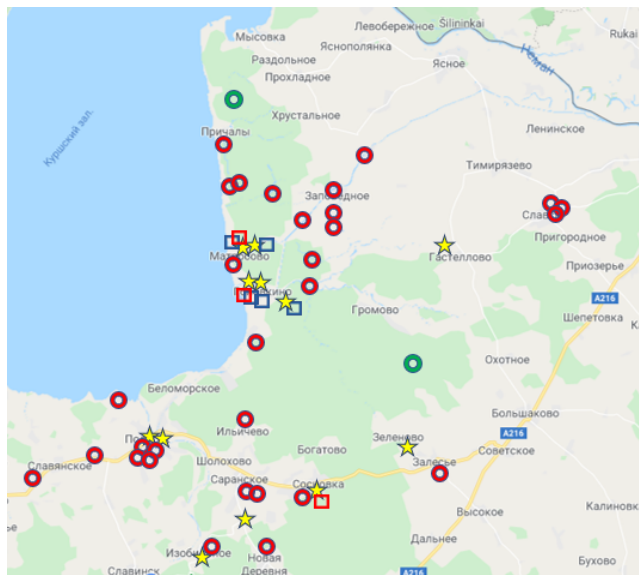 Мысовка
Левобережное
Šilininkai
Rukai
Яснополянка
Раздольное
Ясное
Неман
Прохладное
Куршский зал.
Хрустальное
Причалы
Ленинское
Тимирязево
Заповедное
Слав
Пригородное
Матросово
Гастеллово
Приозерье
A216
Громово
Шепетовка
Охотное
Беломорское
Большаково
Ильичево
A216
Зеленово
Советское
Богатово
Славянское
Шолохово
Залесье
Саранское
Сосновка
Калиновка
Высокое
Дальнее
Изобильное
Славинск
Новая
Деревня
A216
Бухово